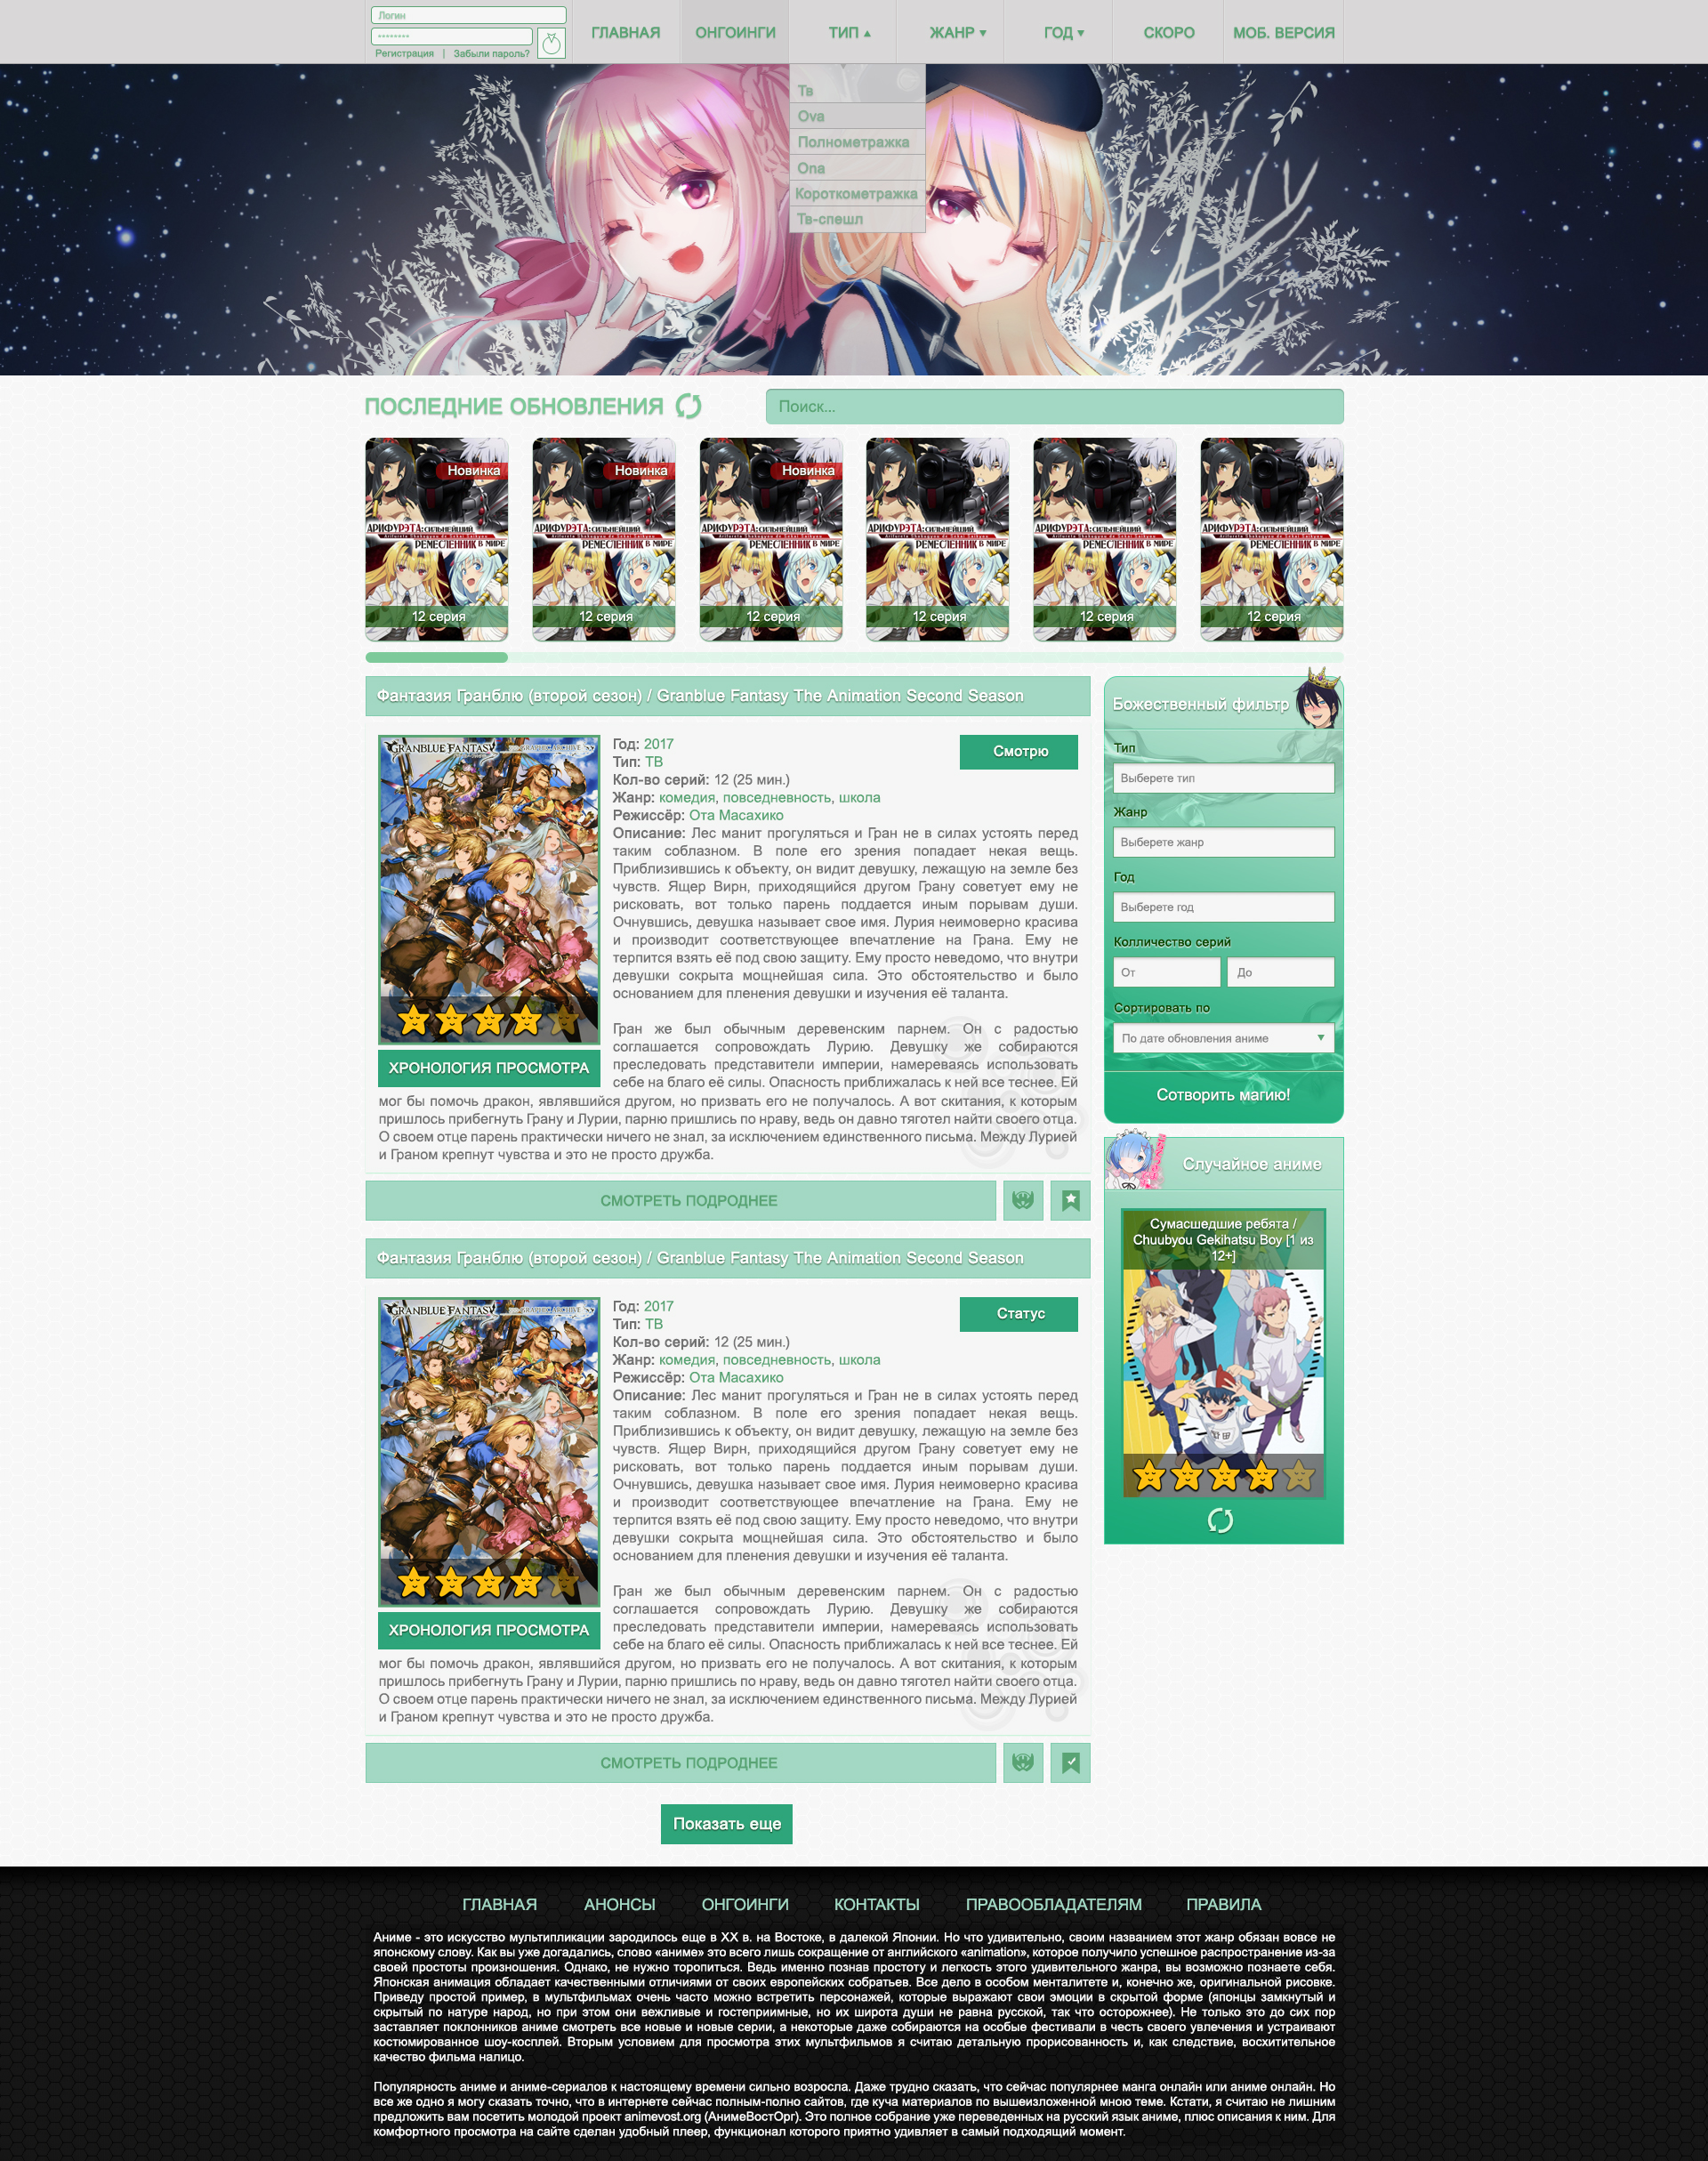 Логин
Регистрация | Забыли пароль?
ГЛАВНАЯ
ОНГОИНГИ
ТИП
ЖАНР
ГОД
СКОРО
МОБ. ВЕРСИЯ
Тв
Ova
Полнометражка
Ona
Короткометражка
Тв-спешл
ПОСЛЕДНИЕ ОБНОВЛЕНИЯ
Поиск...
Новинка
АРИФУРЭТА: СИЛЬНЕЙШИЙ
РЕМЕСЛЕННИК В МИРЕ
12 серия
Новинка
АРИФУРЭТА: СИЛЬНЕЙШИЙ
РЕМЕСЛЕННИК В МИРЕ
12 серия
Новинка
АРИФУРЭТА: СИЛЬНЕЙШИЙ
РЕМЕСЛЕННИК В МИРЕ
12 серия
АРИФУРЭТА: СИЛЬНЕЙШИЙ
РЕМЕСЛЕННИК В МИРЕ
12 серия
АРИФУРЭТА: СИЛЬНЕЙШИЙ
РЕМЕСЛЕННИК В МИРЕ
12 серия
АРИФУРЭТА: СИЛЬНЕЙШИЙ
РЕМЕСЛЕННИК В МИРЕ
12 серия
Фантазия Гранблю (второй сезон) / Granblue Fantasy The Animation Second Season
GRANBLUE FANTASY GRAPHIC ARCHIVE
ХРОНОЛОГИЯ ПРОСМОТРА
Смотрю
Год: 2017
Тип: ТВ
Кол-во серий: 12 (25 мин.)
Жанр: комедия, повседневность, школа
Режиссёр: Ота Масахико
Описание: Лес манит прогуляться и Гран не в силах устоять перед
таким соблазном. В поле его зрения попадает некая вещь.
Приблизившись к объекту, он видит девушку, лежащую на земле без
чувств. Ящер Вирн, приходящийся другом Грану советует ему не
рисковать, вот только парень поддается иным порывам души.
Очнувшись, девушка называет свое имя. Лурия неимоверно красива
и производит соответствующее впечатление на Грана. Ему не
терпится взять её под свою защиту. Ему просто неведомо, что внутри
девушки сокрыта мощнейшая сила. Это обстоятельство и было
основанием для пленения девушки и изучения её таланта.
Гран же был обычным деревенским парнем. Он с радостью
соглашается сопровождать Лурию. Девушку же собираются
преследовать представители империи, намереваясь использовать
себе на благо её силы. Опасность приближалась к ней все теснее. Ей
мог бы помочь дракон, являвшийся другом, но призвать его не получалось. А вот скитания, к которым
пришлось прибегнуть Грану и Лурии, парню пришлись по нраву, ведь он давно тяготел найти своего отца.
О своем отце парень практически ничего не знал, за исключением единственного письма. Между Лурией
и Граном крепнут чувства и это не просто дружба.
СМОТРЕТЬ ПОДРОДНЕЕ
Фантазия Гранблю (второй сезон) / Granblue Fantasy The Animation Second Season
GRANBLUE FANTASY GRAPHIC ARCHIVE
ХРОНОЛОГИЯ ПРОСМОТРА
Статус
Год: 2017
Тип: ТВ
Кол-во серий: 12 (25 мин.)
Жанр: комедия, повседневность, школа
Режиссёр: Ота Масахико
Описание: Лес манит прогуляться и Гран не в силах устоять перед
таким соблазном. В поле его зрения попадает некая вещь.
Приблизившись к объекту, он видит девушку, лежащую на земле без
чувств. Ящер Вирн, приходящийся другом Грану советует ему не
рисковать, вот только парень поддается иным порывам души.
Очнувшись, девушка называет свое имя. Лурия неимоверно красива
и производит соответствующее впечатление на Грана. Ему не
терпится взять её под свою защиту. Ему просто неведомо, что внутри
девушки сокрыта мощнейшая сила. Это обстоятельство и было
основанием для пленения девушки и изучения её таланта.
Гран же был обычным деревенским парнем. Он с радостью
соглашается сопровождать Лурию. Девушку же собираются
преследовать представители империи, намереваясь использовать
себе на благо её силы. Опасность приближалась к ней все теснее. Ей
мог бы помочь дракон, являвшийся другом, но призвать его не получалось. А вот скитания, к которым
пришлось прибегнуть Грану и Лурии, парню пришлись по нраву, ведь он давно тяготел найти своего отца.
О своем отце парень практически ничего не знал, за исключением единственного письма. Между Лурией
и Граном крепнут чувства и это не просто дружба.
СМОТРЕТЬ ПОДРОДНЕЕ
Показать еще
Божественный фильтр
Тип
Выберете тип
Жанр
Выберете жанр
Год
Выберете год
Колличество серий
От
До
Сортировать по
По дате обновления аниме
Сотворить магию!
Случайное аниме
Сумасшедшие ребята /
Chuubyou Gekihatsu Boy [1 из
12+]
ГЛАВНАЯ
АНОНСЫ
ОНГОИНГИ
КОНТАКТЫ
ПРАВООБЛАДАТЕЛЯМ
ПРАВИЛА
Аниме - это искусство мультипликации зародилось еще в XX в. на Востоке, в далекой Японии. Но что удивительно, своим названием этот жанр обязан вовсе не
японскому слову. Как вы уже догадались, слово «аниме» это всего лишь сокращение от английского «animation», которое получило успешное распространение из-за
своей простоты произношения. Однако, не нужно торопиться. Ведь именно познав простоту и легкость этого удивительного жанра, вы возможно познаете себя.
Японская анимация обладает качественными отличиями от своих европейских собратьев. Все дело в особом менталитете и, конечно же, оригинальной рисовке.
Приведу простой пример, в мультфильмах очень часто можно встретить персонажей, которые выражают свои эмоции в скрытой форме (японцы замкнутый и
скрытый по натуре народ, но при этом они вежливые и гостеприимные, но их широта души не равна русской, так что осторожнее). Не только это до сих пор
заставляет поклонников аниме смотреть все новые и новые серии, а некоторые даже собираются на особые фестивали в честь своего увлечения и устраивают
костюмированное шоу-косплей. Вторым условием для просмотра этих мультфильмов я считаю детальную прорисованность и, как следствие, восхитительное
качество фильма налицо.
Популярность аниме и аниме-сериалов к настоящему времени сильно возросла. Даже трудно сказать, что сейчас популярнее манга онлайн или аниме онлайн. Но
все же одно я могу сказать точно, что в интернете сейчас полным-полно сайтов, где куча материалов по вышеизложенной мною теме. Кстати, я считаю не лишним
предложить вам посетить молодой проект animevost.org (АнимеВостОрг). Это полное собрание уже переведенных на русский язык аниме, плюс описания к ним. Для
комфортного просмотра на сайте сделан удобный плеер, функционал которого приятно удивляет в самый подходящий момент.